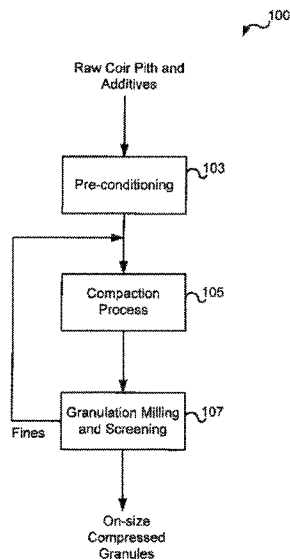 100
Raw Coir Pith and
Additives
103
Pre-conditioning
105
Compaction
Process
Granulation Milling
and Screening
107
Fines
On-size
Compressed
Granules